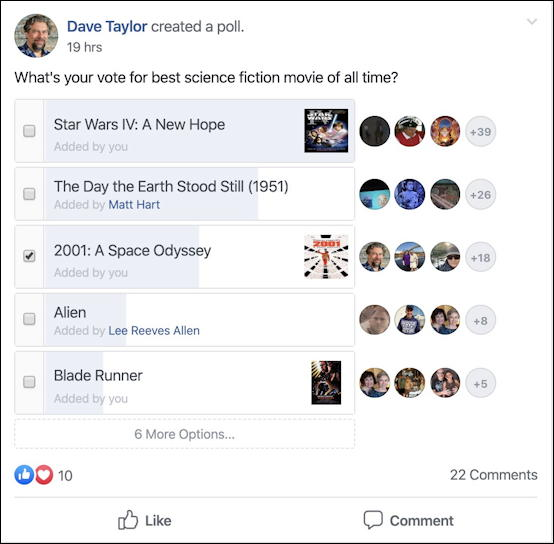 Dave Taylor created a poll.
19 hrs
What's your vote for best science fiction movie of all time?
Star Wars IV: A New Hope
Added by you
STAR WARS
+39
The Day the Earth Stood Still (1951)
Added by Matt Hart
+26
2001: A Space Odyssey
Added by you
2001
+18
Alien
Added by Lee Reeves Allen
+8
Blade Runner
Added by you
+5
6 More Options...
10
22 Comments
Like
Comment